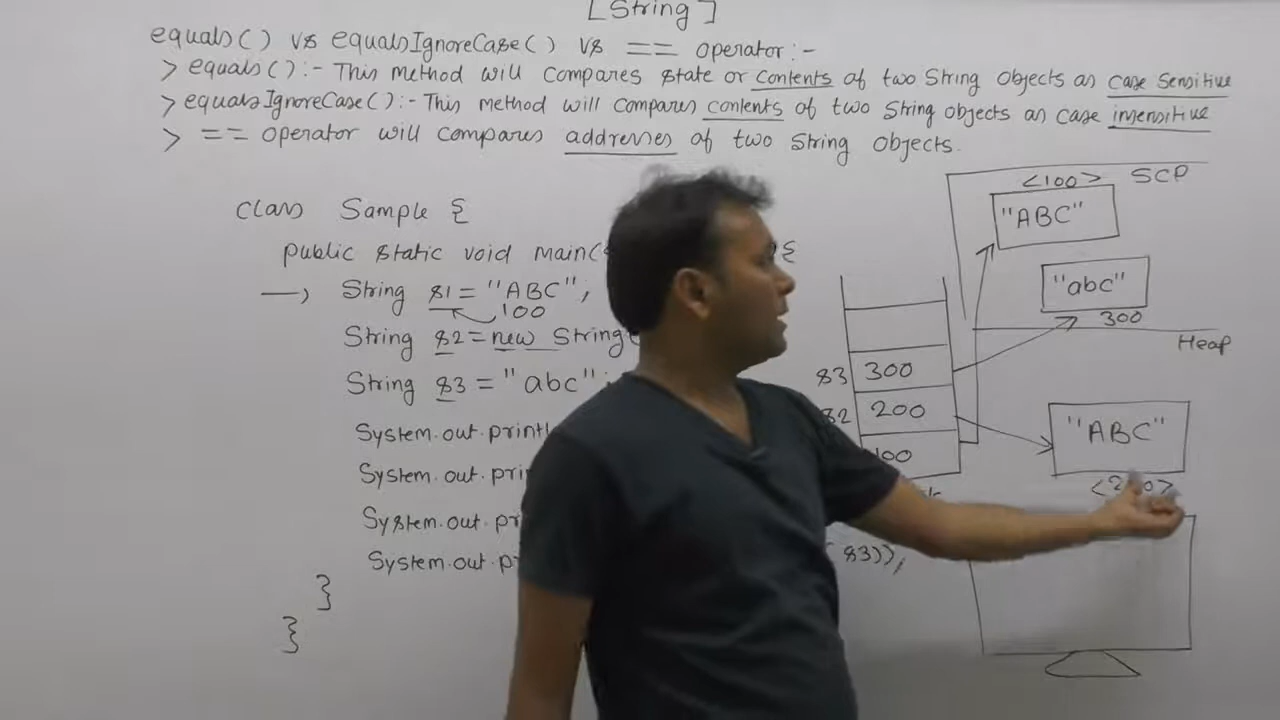 [String]
equals() vs equalsIgnoreCase() vs == operator:-
> equals():- This method will compares state or contents of two String objects as case sensitive
> equalsIgnoreCase():- This method will compares contents of two String objects as case insensitive
> == operator will compares addresses of two String objects.
class Sample {
public static void main( {
String s1 = "ABC";
100
String s2 = new String(
String s3 = "abc";
System.out.println
System.out.pri
System.out.pr
System.out.p s3));
}
}
<100> SCP
"ABC"
"abc"
300
Heap
s3 300
s2 200
100
"ABC"